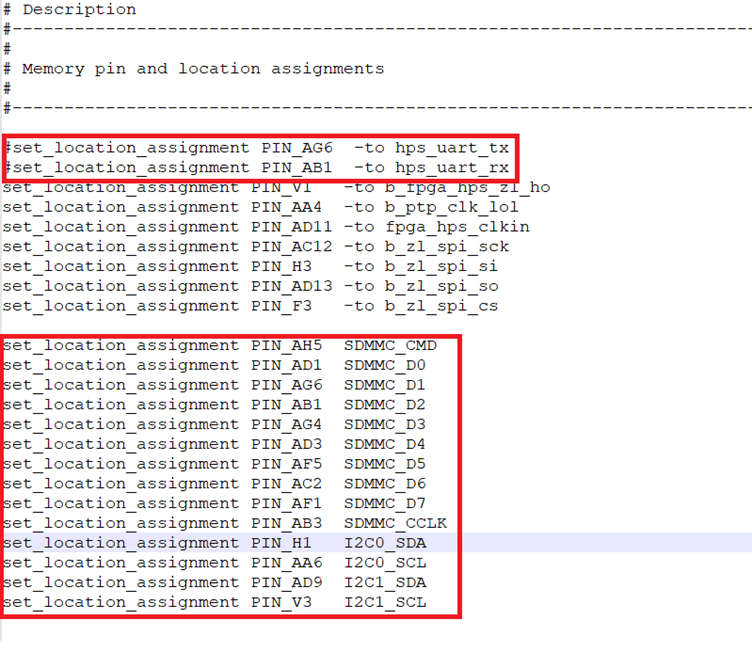 # Description
#-----------------------------------------------------------------------
#
# Memory pin and location assignments
#
#-----------------------------------------------------------------------
#set_location_assignment PIN_AG6  -to hps_uart_tx
#set_location_assignment PIN_AB1  -to hps_uart_rx
set_location_assignment PIN_V1   -to b_fpga_hps_zl_ho
set_location_assignment PIN_AA4  -to b_ptp_clk_lol
set_location_assignment PIN_AD11 -to fpga_hps_clkin
set_location_assignment PIN_AC12 -to b_zl_spi_sck
set_location_assignment PIN_H3   -to b_zl_spi_si
set_location_assignment PIN_AD13 -to b_zl_spi_so
set_location_assignment PIN_F3   -to b_zl_spi_cs
set_location_assignment PIN_AH5  SDMMC_CMD
set_location_assignment PIN_AD1  SDMMC_D0
set_location_assignment PIN_AG6  SDMMC_D1
set_location_assignment PIN_AB1  SDMMC_D2
set_location_assignment PIN_AG4  SDMMC_D3
set_location_assignment PIN_AD3  SDMMC_D4
set_location_assignment PIN_AF5  SDMMC_D5
set_location_assignment PIN_AC2  SDMMC_D6
set_location_assignment PIN_AF1  SDMMC_D7
set_location_assignment PIN_AB3  SDMMC_CCLK
set_location_assignment PIN_H1   I2C0_SDA
set_location_assignment PIN_AA6  I2C0_SCL
set_location_assignment PIN_AD9  I2C1_SDA
set_location_assignment PIN_V3   I2C1_SCL